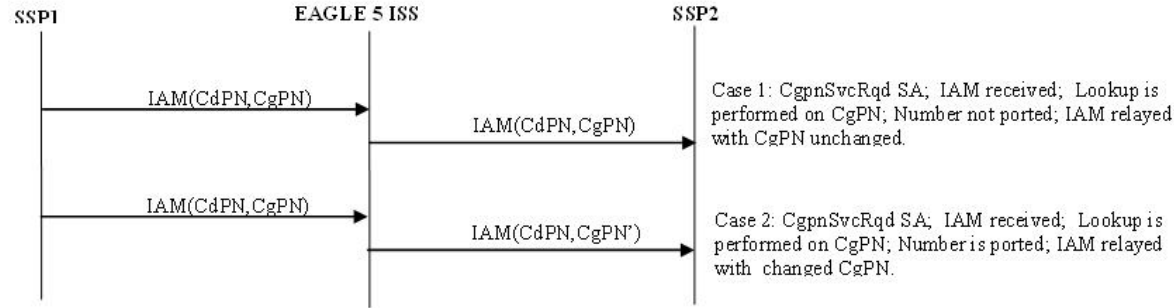 SSP1
EAGLE 5 ISS
SSP2
IAM(CdPN,CgPN)
IAM(CdPN,CgPN)
Case 1: CgpnSvcRqd SA; IAM received; Lookup is
performed on CgPN; Number not ported; IAM relayed
with CgPN unchanged.
IAM(CdPN,CgPN)
IAM(CdPN,CgPN’)
Case 2: CgpnSvcRqd SA; IAM received; Lookup is
performed on CgPN; Number is ported; IAM relayed
with changed CgPN.